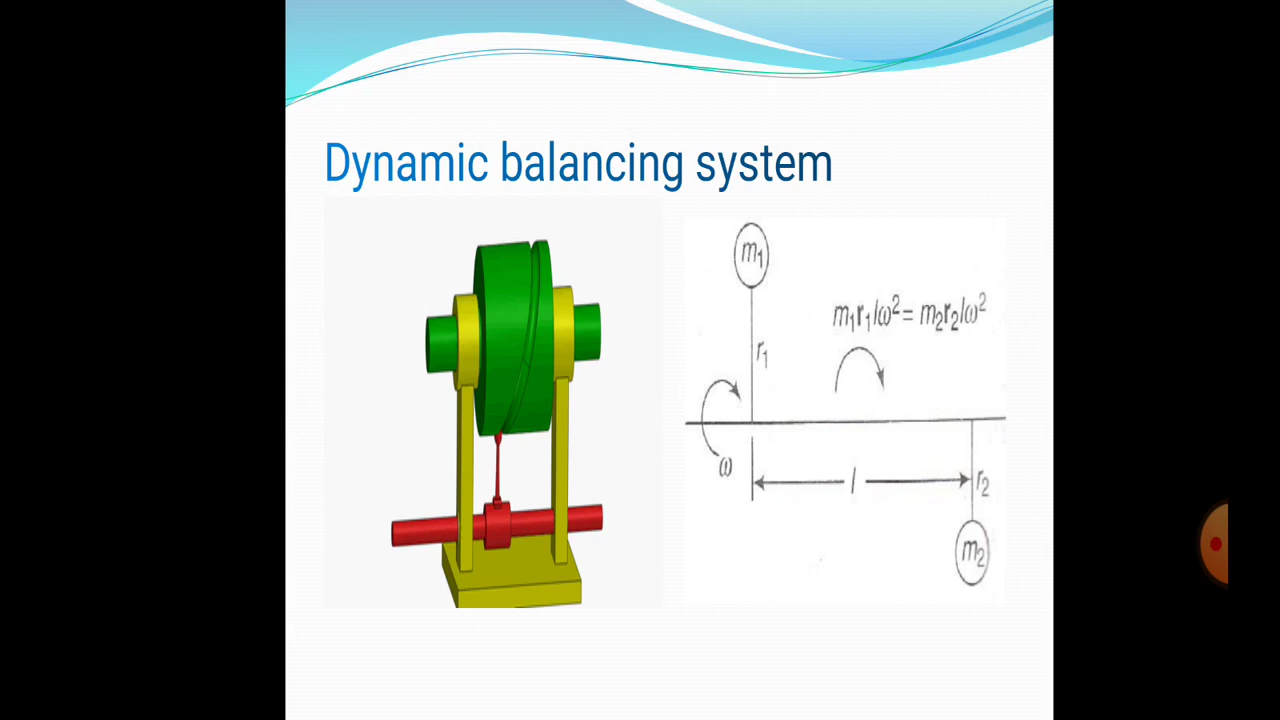 Dynamic balancing system
m₁
m₁r₁lω² = m₂r₂lω²
r₁
ω
l
r₂
m₂